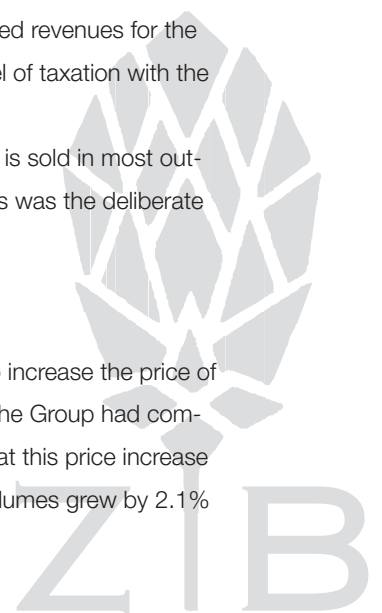 ed revenues for the
el of taxation with the
is sold in most out-
s was the deliberate
increase the price of
he Group had com-
at this price increase
lumes grew by 2.1%
Z B